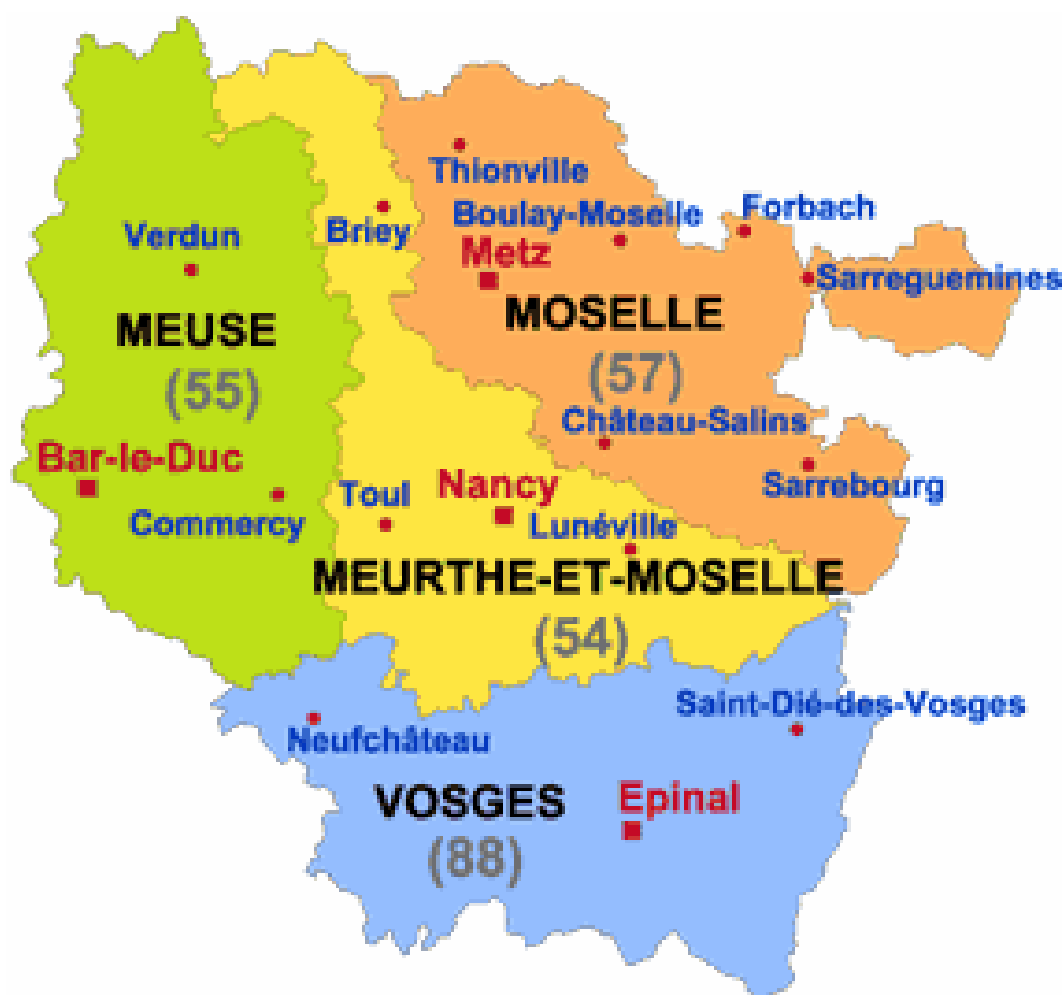 Thionville
Boulay-Moselle
Forbach
Verdun
Briey
Metz
Sarreguemines
MEUSE
MOSELLE
(55)
(57)
Château-Salins
Bar-le-Duc
Nancy
Sarrebourg
Toul
Commercy
Lunéville
MEURTHE-ET-MOSELLE
(54)
Saint-Dié-des-Vosges
Neufchâteau
VOSGES
Epinal
(88)